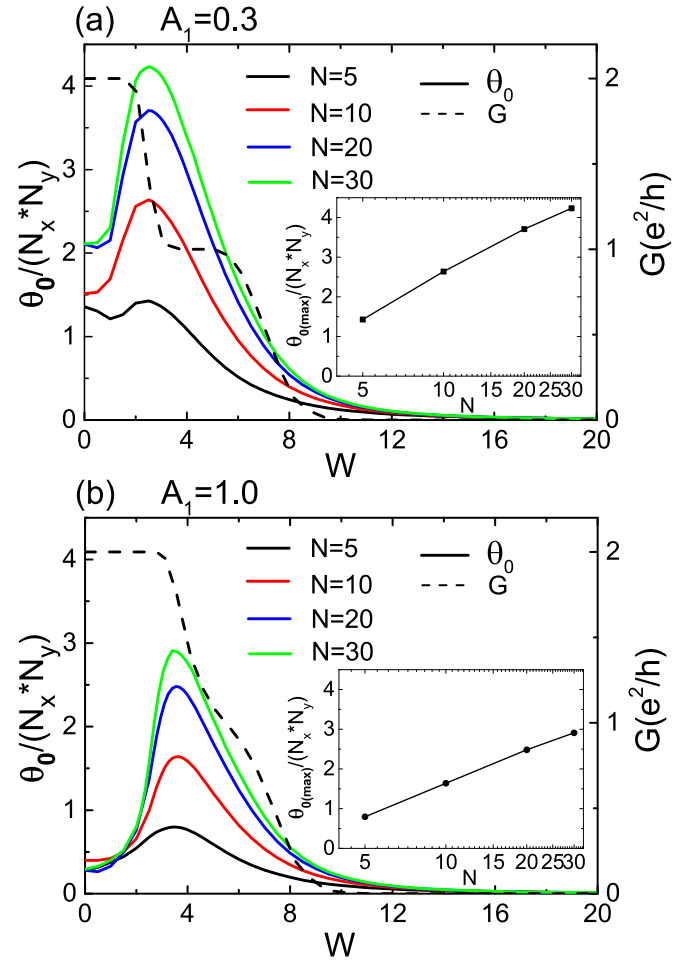 (a) A₁=0.3
N=5 θ₀
N=10 G
N=20
N=30
θ₀/(Nₓ*Nᵧ)
4
3
2
1
0
G(e²/h)
2
1
0
0 4 8 12 16 20
W
θ₀₍ₘₐₓ₎/(Nₓ*Nᵧ)
4
3
2
1
0
5 10 15 20 25 30
N
(b) A₁=1.0
N=5 θ₀
N=10 G
N=20
N=30
θ₀/(Nₓ*Nᵧ)
4
3
2
1
0
G(e²/h)
2
1
0
0 4 8 12 16 20
W
θ₀₍ₘₐₓ₎/(Nₓ*Nᵧ)
4
3
2
1
0
5 10 15 20 25 30
N